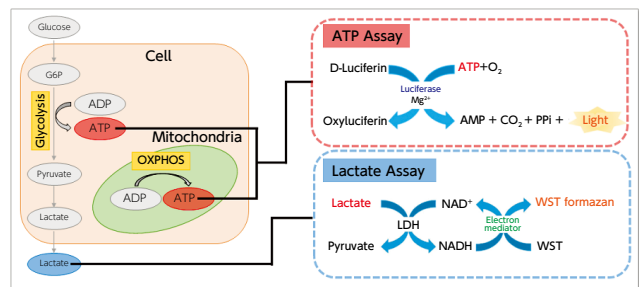 Glucose
Cell
G6P
Glycolysis
ADP
ATP
Mitochondria
OXPHOS
ADP
ATP
Pyruvate
Lactate
Lactate
ATP Assay
D-Luciferin
ATP+O₂
Luciferase
Mg²⁺
Oxyluciferin
AMP + CO₂ + PPi +
Light
Lactate Assay
Lactate
NAD⁺
WST formazan
LDH
Electron
mediator
Pyruvate
NADH
WST